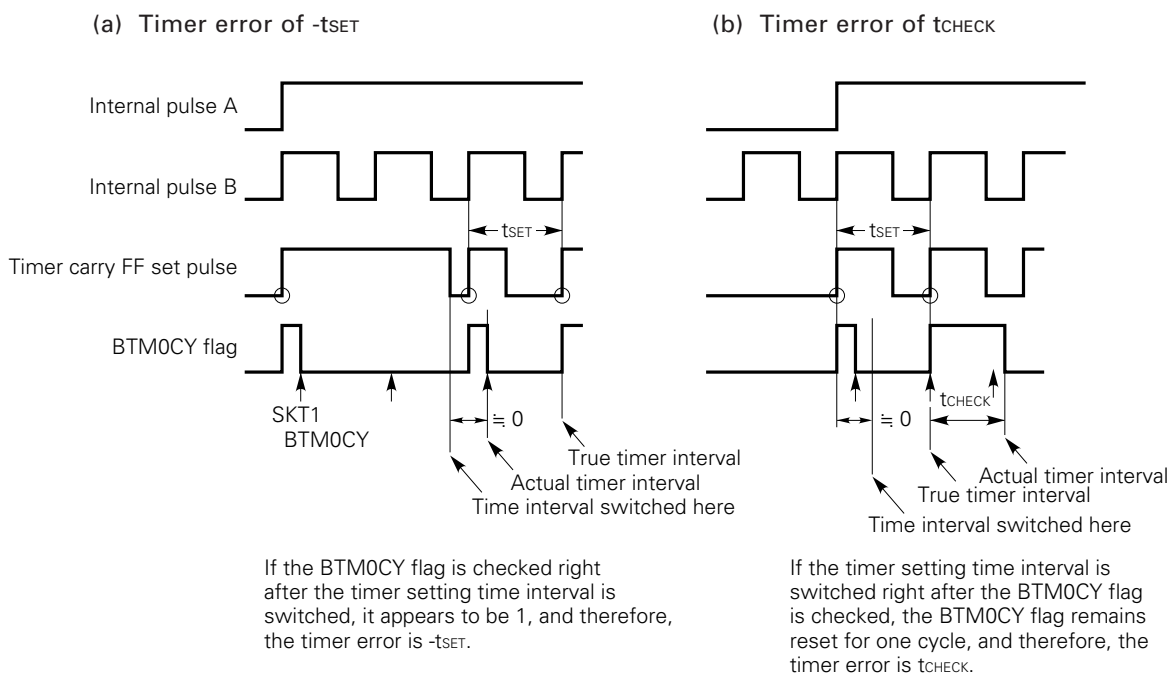 (a) Timer error of -tSET
(b) Timer error of tCHECK
Internal pulse A
Internal pulse B
tSET
tSET
Timer carry FF set pulse
BTM0CY flag
SKT1
BTM0CY
≒ 0
True timer interval
Actual timer interval
Time interval switched here
tCHECK
≒ 0
Actual timer interval
True timer interval
Time interval switched here
If the BTM0CY flag is checked right
after the timer setting time interval is
switched, it appears to be 1, and therefore,
the timer error is -tSET.
If the timer setting time interval is
switched right after the BTM0CY flag
is checked, the BTM0CY flag remains
reset for one cycle, and therefore, the
timer error is tCHECK.